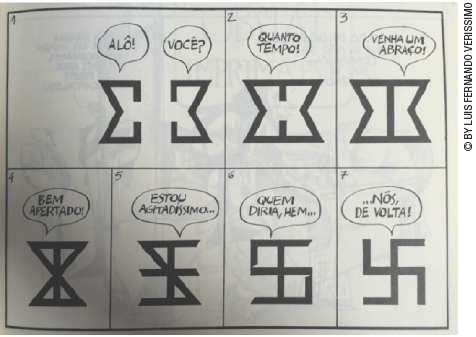 1
ALÔ!
VOCÊ?
2
QUANTO
TEMPO!
3
VENHA UM
ABRAÇO!
4
BEM
APERTADO!
5
ESTOU
AGITADÍSSIMO...
6
QUEM
DIRIA, HEM...
7
...NÓS,
DE VOLTA!
© BY LUIS FERNANDO VERISSIMO